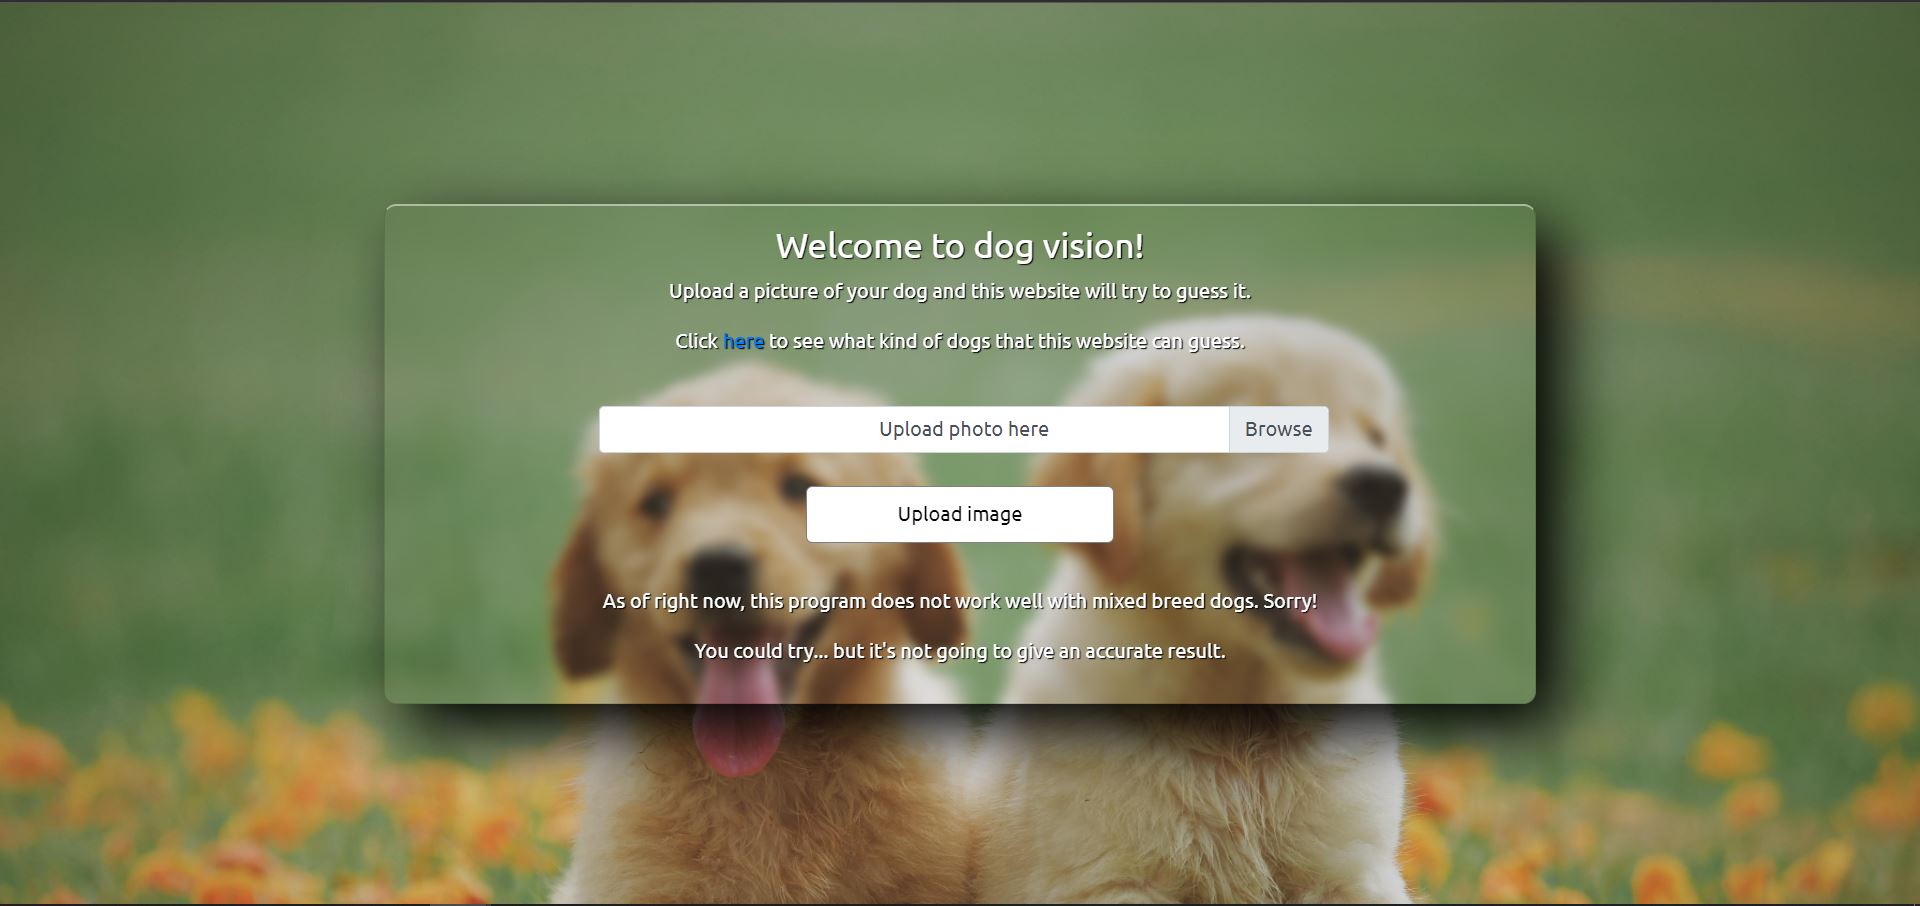 Welcome to dog vision!
Upload a picture of your dog and this website will try to guess it.
Click here to see what kind of dogs that this website can guess.
Upload photo here Browse
Upload image
As of right now, this program does not work well with mixed breed dogs. Sorry!
You could try... but it's not going to give an accurate result.